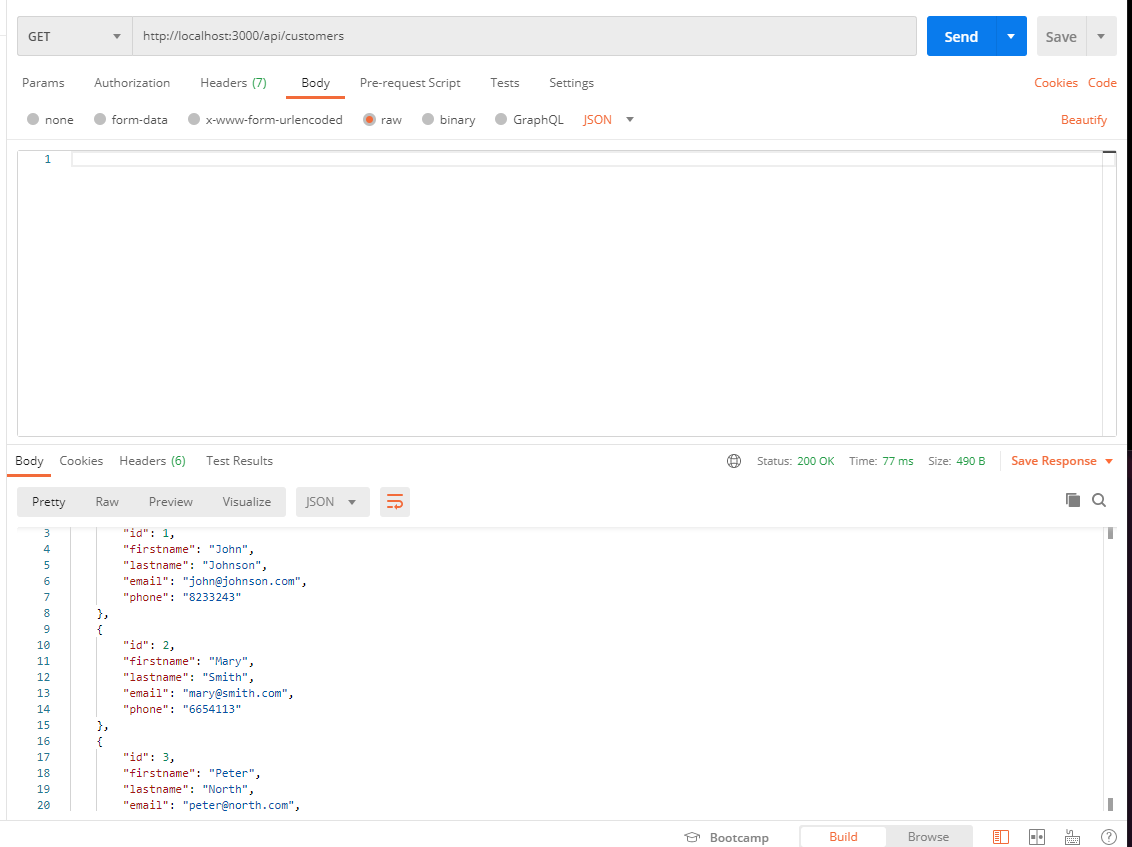 GET http://localhost:3000/api/customers Send Save
Params Authorization Headers (7) Body Pre-request Script Tests Settings Cookies Code
none form-data x-www-form-urlencoded raw binary GraphQL JSON Beautify
1
Body Cookies Headers (6) Test Results Status: 200 OK Time: 77 ms Size: 490 B Save Response
Pretty Raw Preview Visualize JSON
3 "id": 1,
4 "firstname": "John",
5 "lastname": "Johnson",
6 "email": "john@johnson.com",
7 "phone": "8233243"
8 },
9 {
10 "id": 2,
11 "firstname": "Mary",
12 "lastname": "Smith",
13 "email": "mary@smith.com",
14 "phone": "6654113"
15 },
16 {
17 "id": 3,
18 "firstname": "Peter",
19 "lastname": "North",
20 "email": "peter@north.com",
Bootcamp Build Browse ?